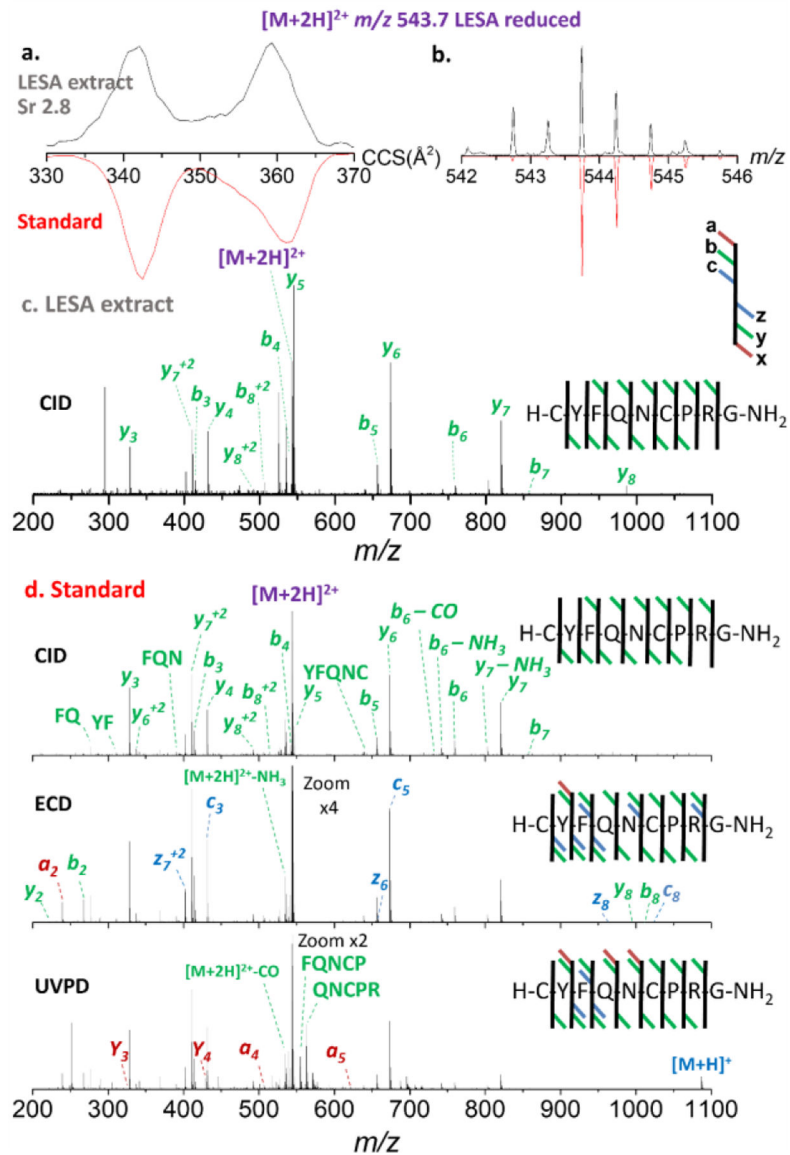 [M+2H]²⁺ m/z 543.7 LESA reduced
a.
LESA extract
Sr 2.8
330 340 350 360 370
CCS(Å²)
b.
542 543 544 545 546
m/z
Standard
[M+2H]²⁺
a
b
c
z
y
x
c. LESA extract
CID
y₃
y₇⁺²
b₃
y₄
y₈⁺²
b₈⁺²
b₄
y₅
b₅
y₆
b₆
y₇
b₇
y₈
H-C-Y-F-Q-N-C-P-R-G-NH₂
200 300 400 500 600 700 800 900 1000 1100
m/z
d. Standard
[M+2H]²⁺
CID
FQ
YF
y₃
y₆⁺²
FQN
y₇⁺²
b₃
y₄
y₈⁺²
b₈⁺²
b₄
y₅
YFQNC
b₅
y₆
b₆ – CO
b₆ – NH₃
b₆
y₇ – NH₃
y₇
b₇
H-C-Y-F-Q-N-C-P-R-G-NH₂
ECD
y₂
a₂
b₂
z₇⁺²
c₃
[M+2H]²⁺-NH₃
Zoom
x4
z₆
c₅
z₈
y₈
b₈
c₈
H-C-Y-F-Q-N-C-P-R-G-NH₂
UVPD
Y₃
Y₄
a₄
[M+2H]²⁺-CO
Zoom x2
FQNCP
QNCPR
a₅
[M+H]⁺
H-C-Y-F-Q-N-C-P-R-G-NH₂
200 300 400 500 600 700 800 900 1000 1100
m/z